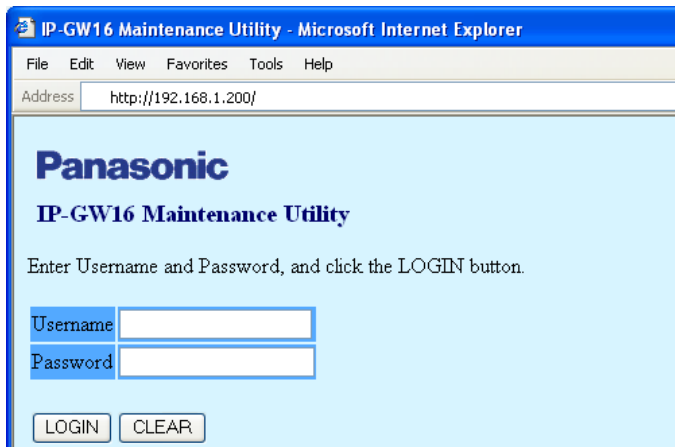 IP-GW16 Maintenance Utility - Microsoft Internet Explorer
File Edit View Favorites Tools Help
Address http://192.168.1.200/
Panasonic
IP-GW16 Maintenance Utility
Enter Username and Password, and click the LOGIN button.
Username
Password
LOGIN CLEAR